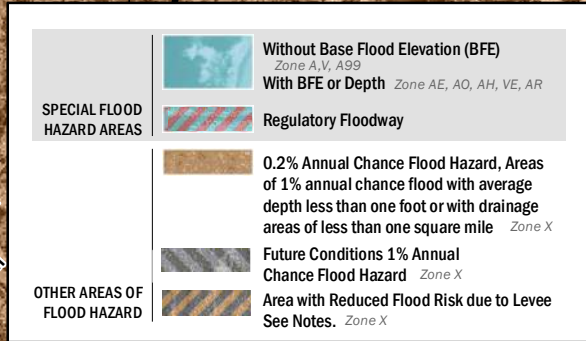 SPECIAL FLOOD
HAZARD AREAS
Without Base Flood Elevation (BFE)
Zone A,V, A99
With BFE or Depth Zone AE, AO, AH, VE, AR
Regulatory Floodway
OTHER AREAS OF
FLOOD HAZARD
0.2% Annual Chance Flood Hazard, Areas
of 1% annual chance flood with average
depth less than one foot or with drainage
areas of less than one square mile Zone X
Future Conditions 1% Annual
Chance Flood Hazard Zone X
Area with Reduced Flood Risk due to Levee
See Notes. Zone X